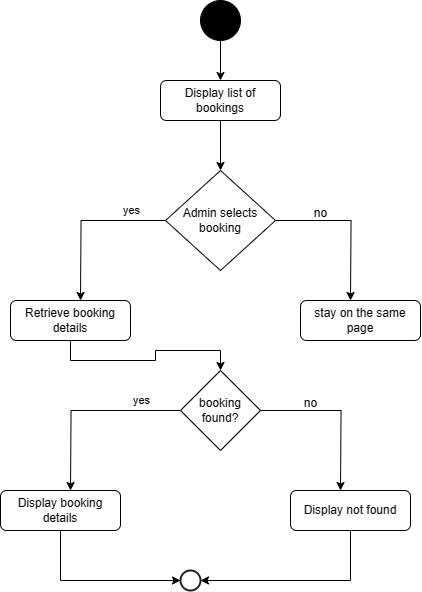 Display list of
bookings
Admin selects
booking
yes
no
Retrieve booking
details
stay on the same
page
booking
found?
yes
no
Display booking
details
Display not found